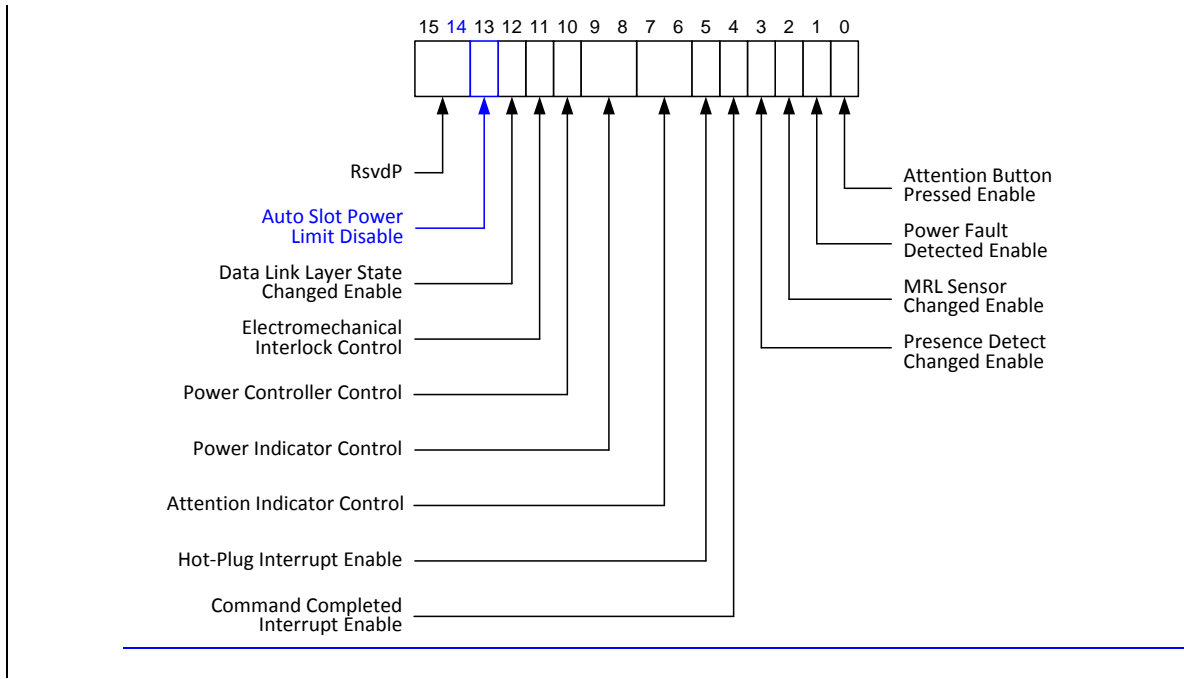 15 14 13 12 11 10 9 8 7 6 5 4 3 2 1 0
RsvdP
Auto Slot Power
Limit Disable
Data Link Layer State
Changed Enable
Electromechanical
Interlock Control
Power Controller Control
Power Indicator Control
Attention Indicator Control
Hot-Plug Interrupt Enable
Command Completed
Interrupt Enable
Attention Button
Pressed Enable
Power Fault
Detected Enable
MRL Sensor
Changed Enable
Presence Detect
Changed Enable